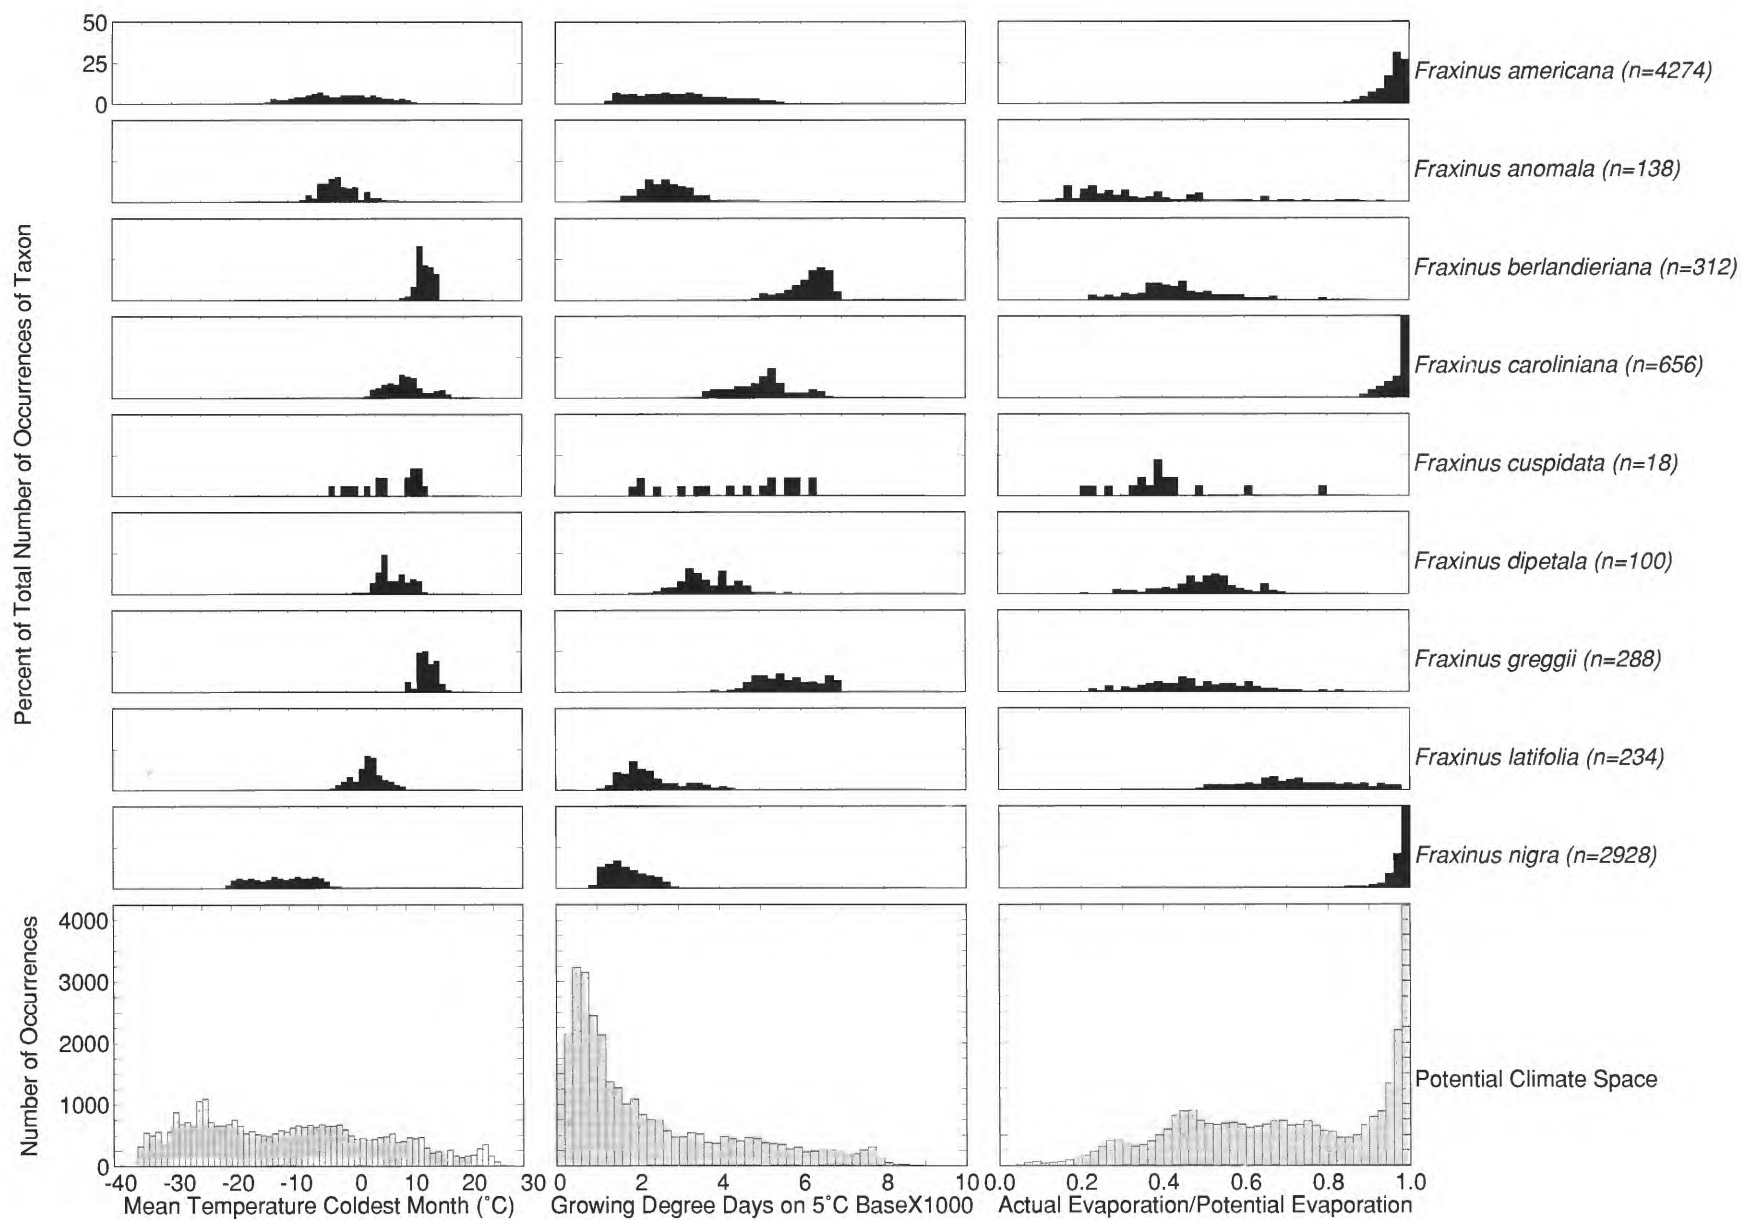 50
25
0
Fraxinus americana (n=4274)
Fraxinus anomala (n=138)
Fraxinus berlandieriana (n=312)
Fraxinus caroliniana (n=656)
Fraxinus cuspidata (n=18)
Fraxinus dipetala (n=100)
Fraxinus greggii (n=288)
Fraxinus latifolia (n=234)
Fraxinus nigra (n=2928)
Percent of Total Number of Occurrences of Taxon
4000
3000
2000
1000
0
Number of Occurrences
Potential Climate Space
-40 -30 -20 -10 0 10 20 30
0 2 4 6 8 10
0.0 0.2 0.4 0.6 0.8 1.0
Mean Temperature Coldest Month (°C)
Growing Degree Days on 5°C BaseX1000
Actual Evaporation/Potential Evaporation